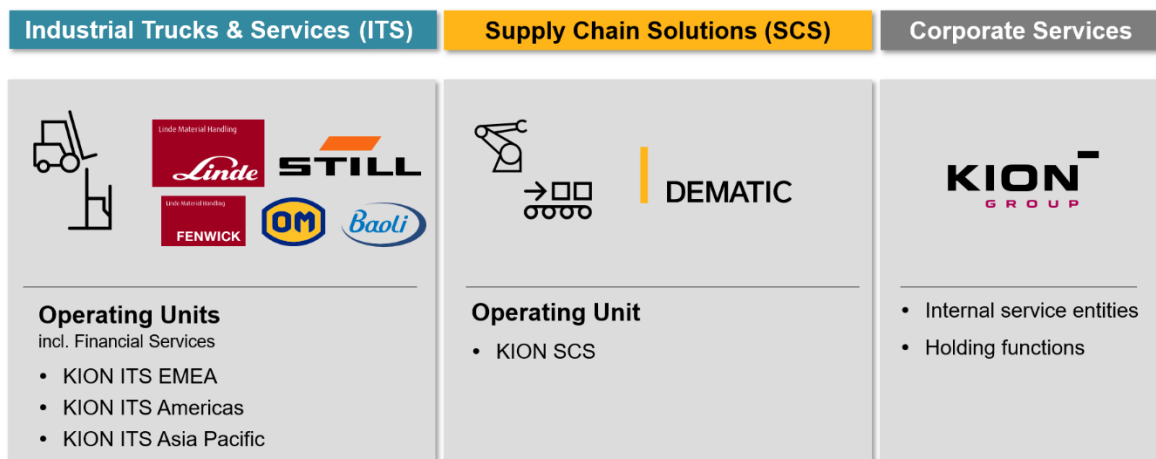 Industrial Trucks & Services (ITS)
Supply Chain Solutions (SCS)
Corporate Services
Linde Material Handling
Linde
STILL
Linde Material Handling
FENWICK
OM
Baoli
DEMATIC
KION
GROUP
Operating Units
incl. Financial Services
• KION ITS EMEA
• KION ITS Americas
• KION ITS Asia Pacific
Operating Unit
• KION SCS
• Internal service entities
• Holding functions